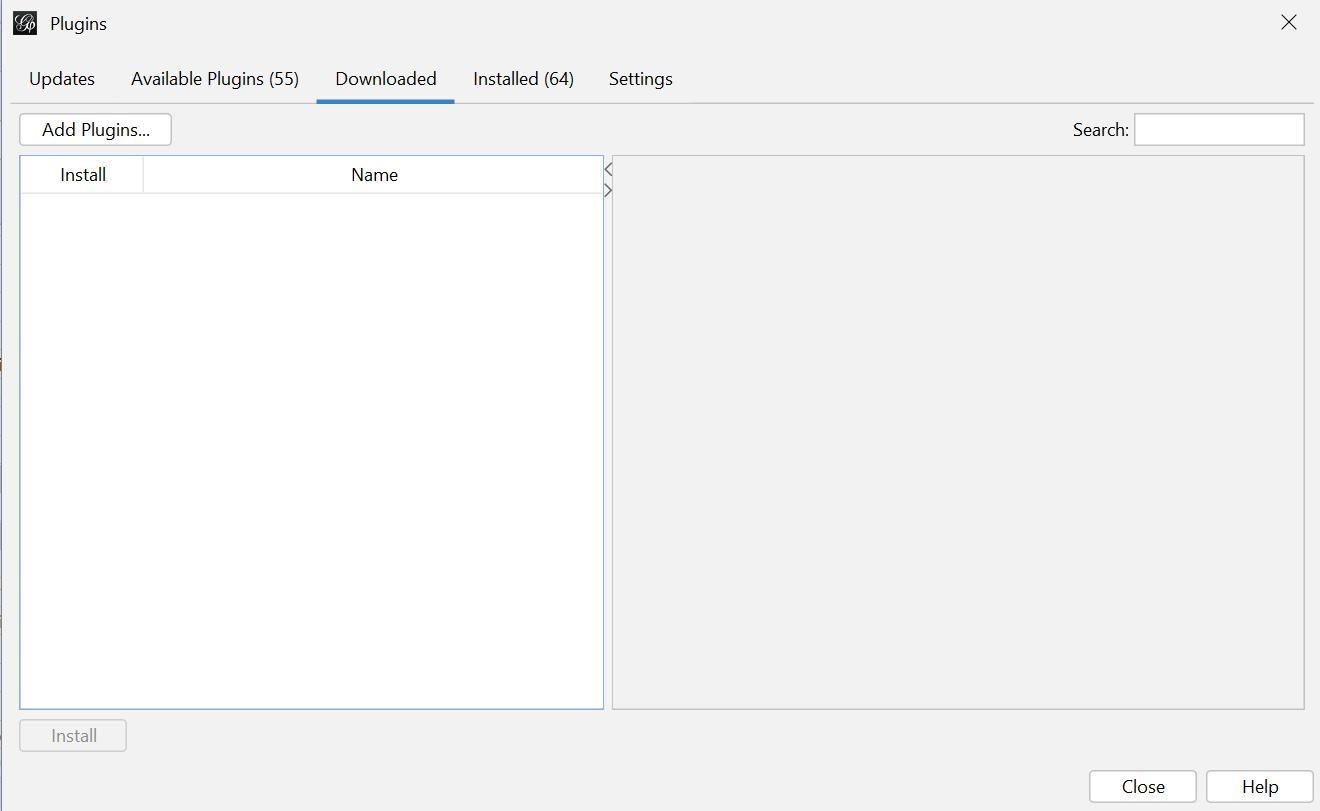 Plugins
Updates Available Plugins (55) Downloaded Installed (64) Settings
Add Plugins... Search:
Install Name
Install
Close Help